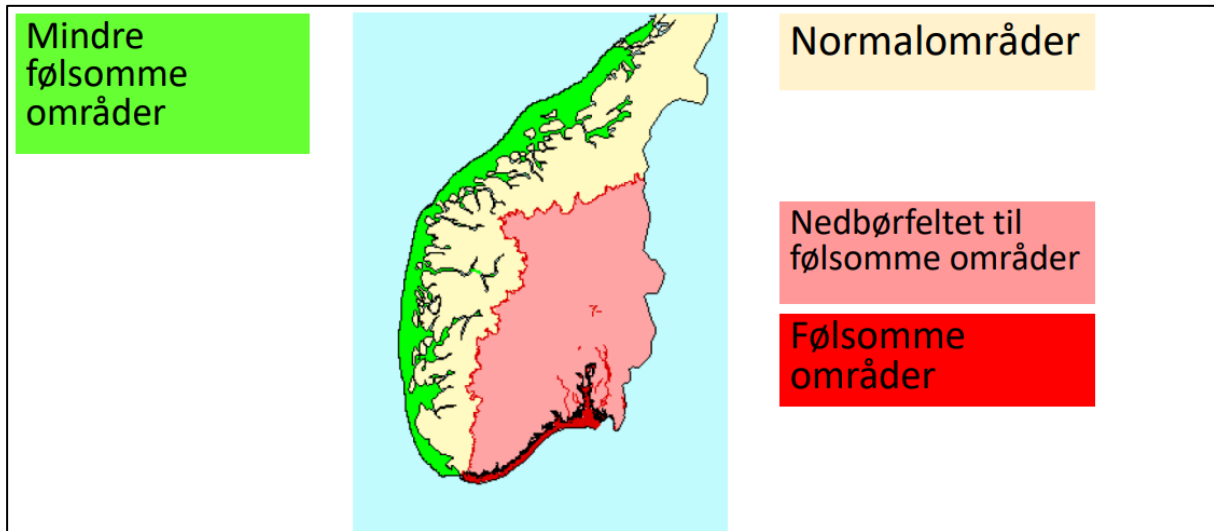 Mindre
følsomme
områder
Normalområder
Nedbørfeltet til
følsomme områder
Følsomme
områder